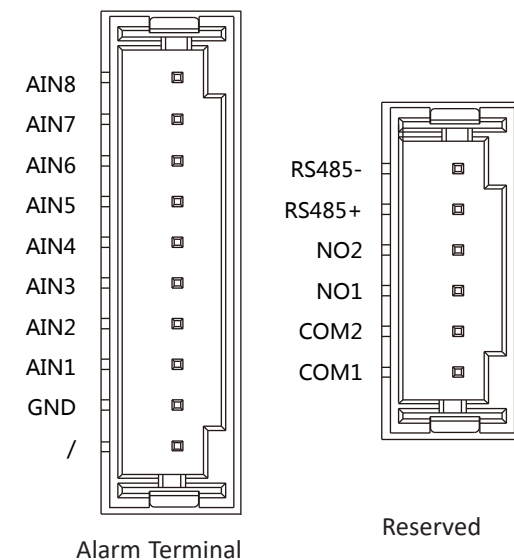 AIN8
AIN7
AIN6
AIN5
AIN4
AIN3
AIN2
AIN1
GND
/
Alarm Terminal
RS485-
RS485+
NO2
NO1
COM2
COM1
Reserved